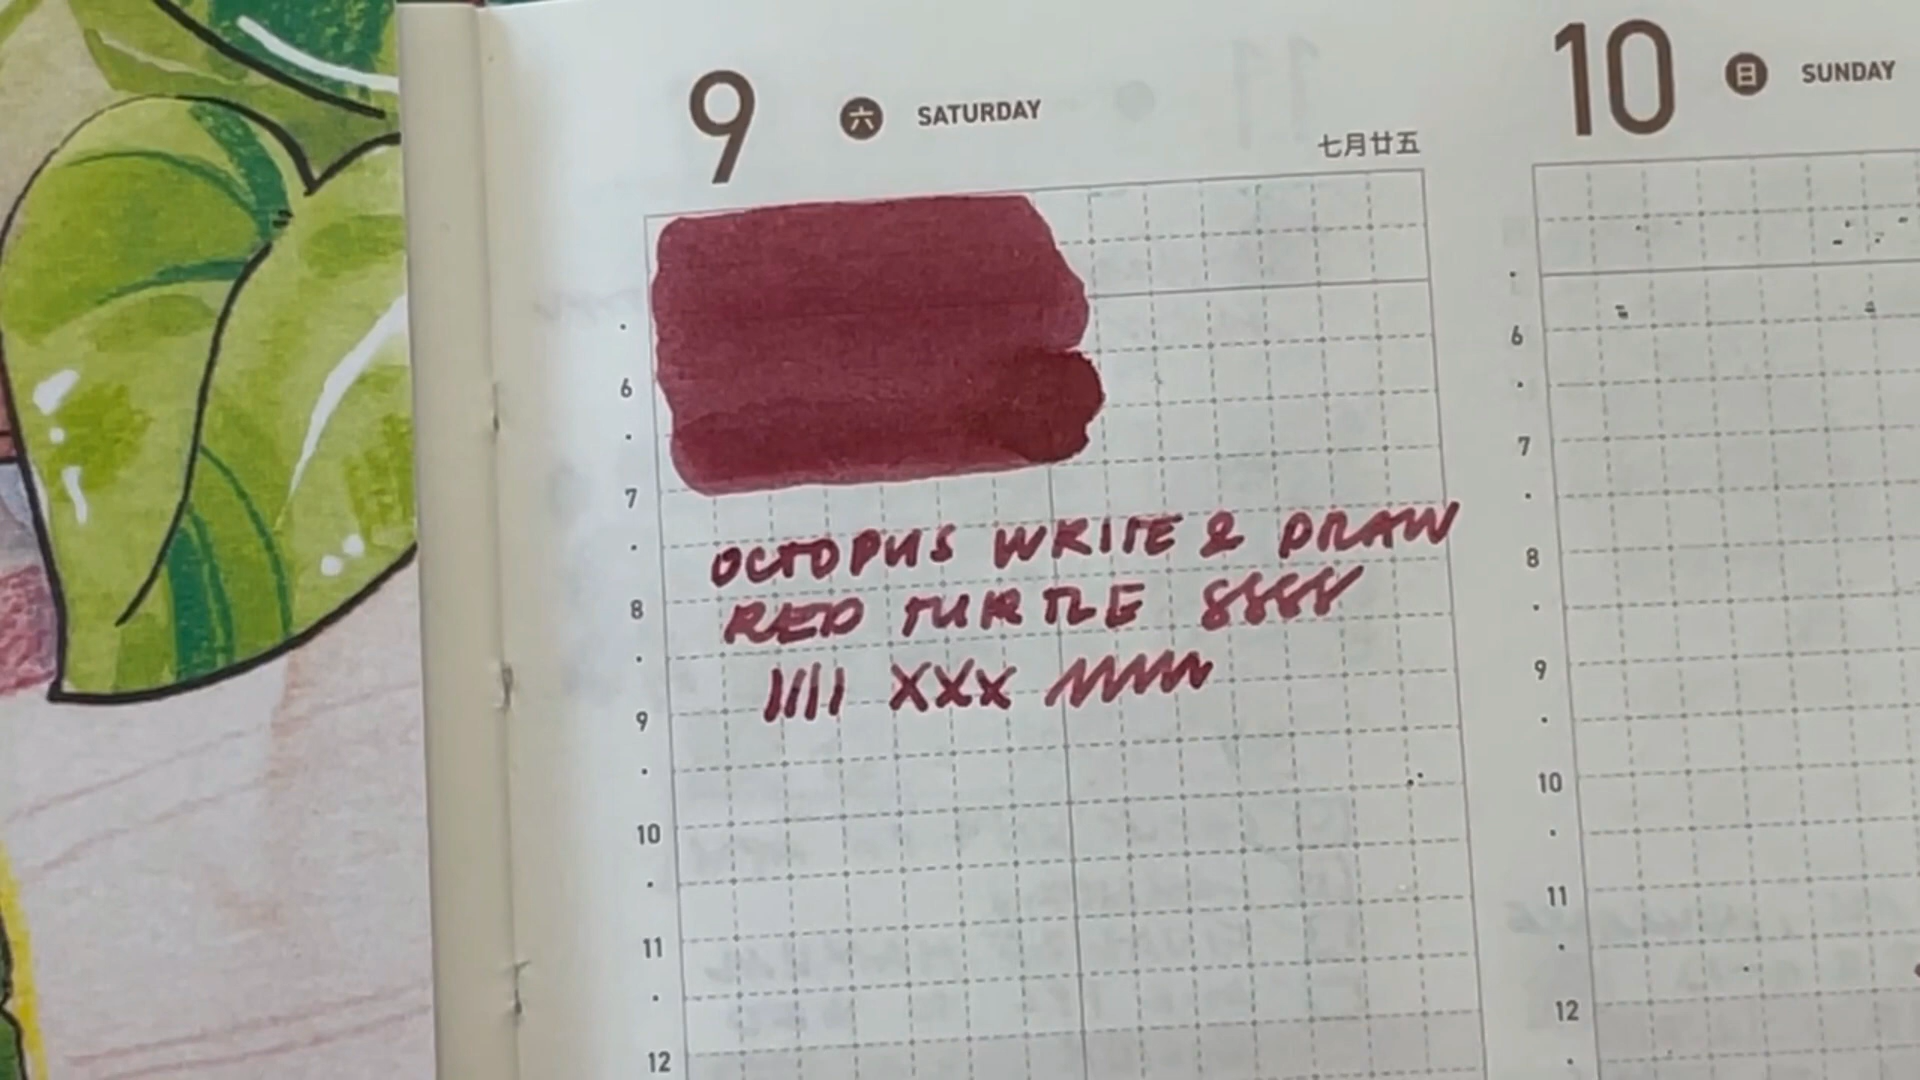 9 六 SATURDAY
七月廿五
6
7
8
9
10
11
12
OCTOPUS WRITE & DRAW
RED TURTLE
10 日 SUNDAY
6
7
8
9
10
11
12